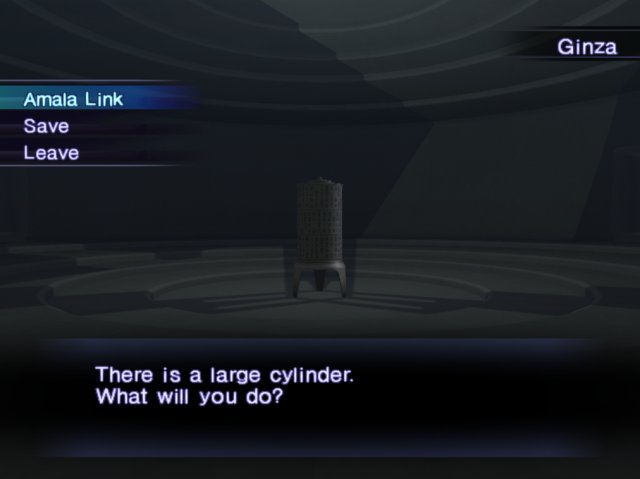 Ginza
Amala Link
Save
Leave
There is a large cylinder.
What will you do?